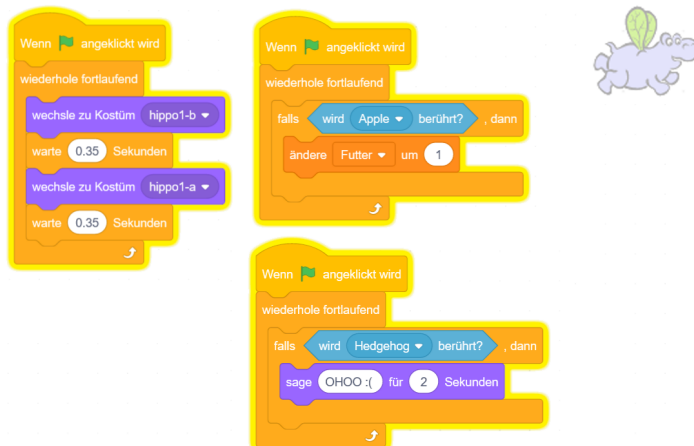 Wenn angeklickt wird
wiederhole fortlaufend
wechsle zu Kostüm hippo1-b
warte 0.35 Sekunden
wechsle zu Kostüm hippo1-a
warte 0.35 Sekunden
Wenn angeklickt wird
wiederhole fortlaufend
falls wird Apple berührt? , dann
ändere Futter um 1
Wenn angeklickt wird
wiederhole fortlaufend
falls wird Hedgehog berührt? , dann
sage OHOO :( für 2 Sekunden